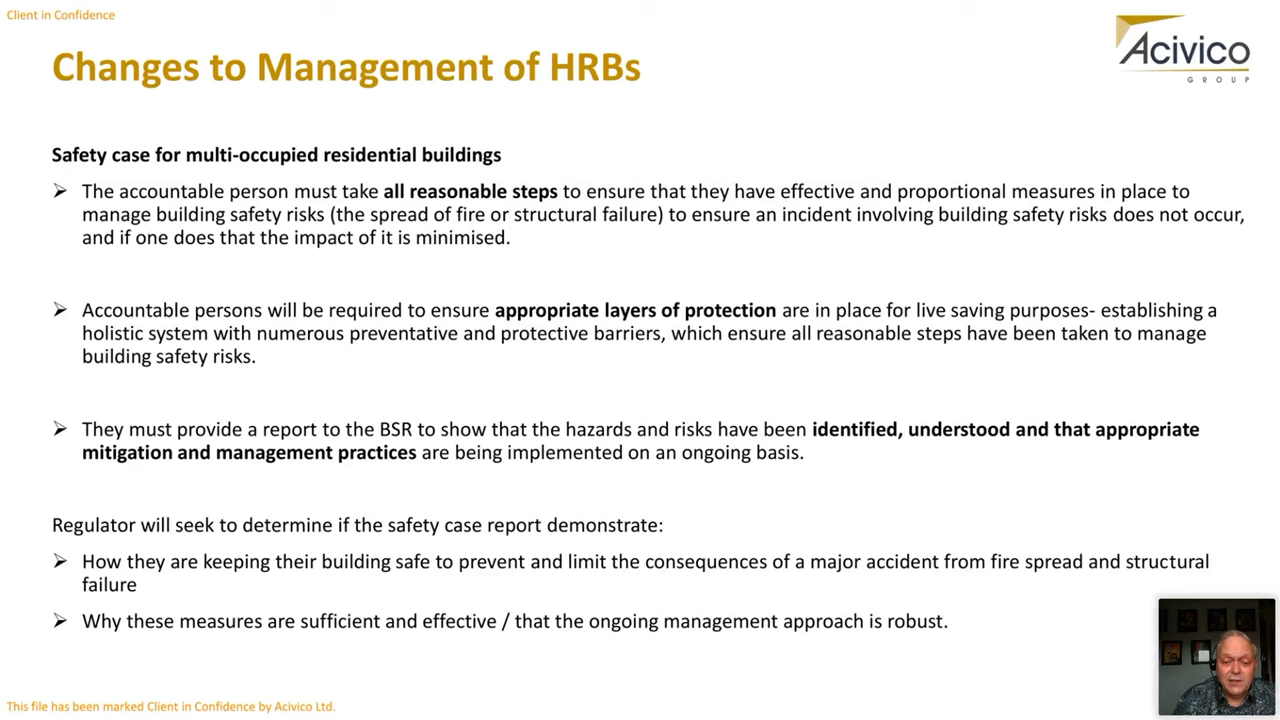 Client in Confidence
Acivico
GROUP
Changes to Management of HRBs
Safety case for multi-occupied residential buildings
➢ The accountable person must take all reasonable steps to ensure that they have effective and proportional measures in place to
manage building safety risks (the spread of fire or structural failure) to ensure an incident involving building safety risks does not occur,
and if one does that the impact of it is minimised.
➢ Accountable persons will be required to ensure appropriate layers of protection are in place for live saving purposes- establishing a
holistic system with numerous preventative and protective barriers, which ensure all reasonable steps have been taken to manage
building safety risks.
➢ They must provide a report to the BSR to show that the hazards and risks have been identified, understood and that appropriate
mitigation and management practices are being implemented on an ongoing basis.
Regulator will seek to determine if the safety case report demonstrate:
➢ How they are keeping their building safe to prevent and limit the consequences of a major accident from fire spread and structural
failure
➢ Why these measures are sufficient and effective / that the ongoing management approach is robust.
This file has been marked Client in Confidence by Acivico Ltd.